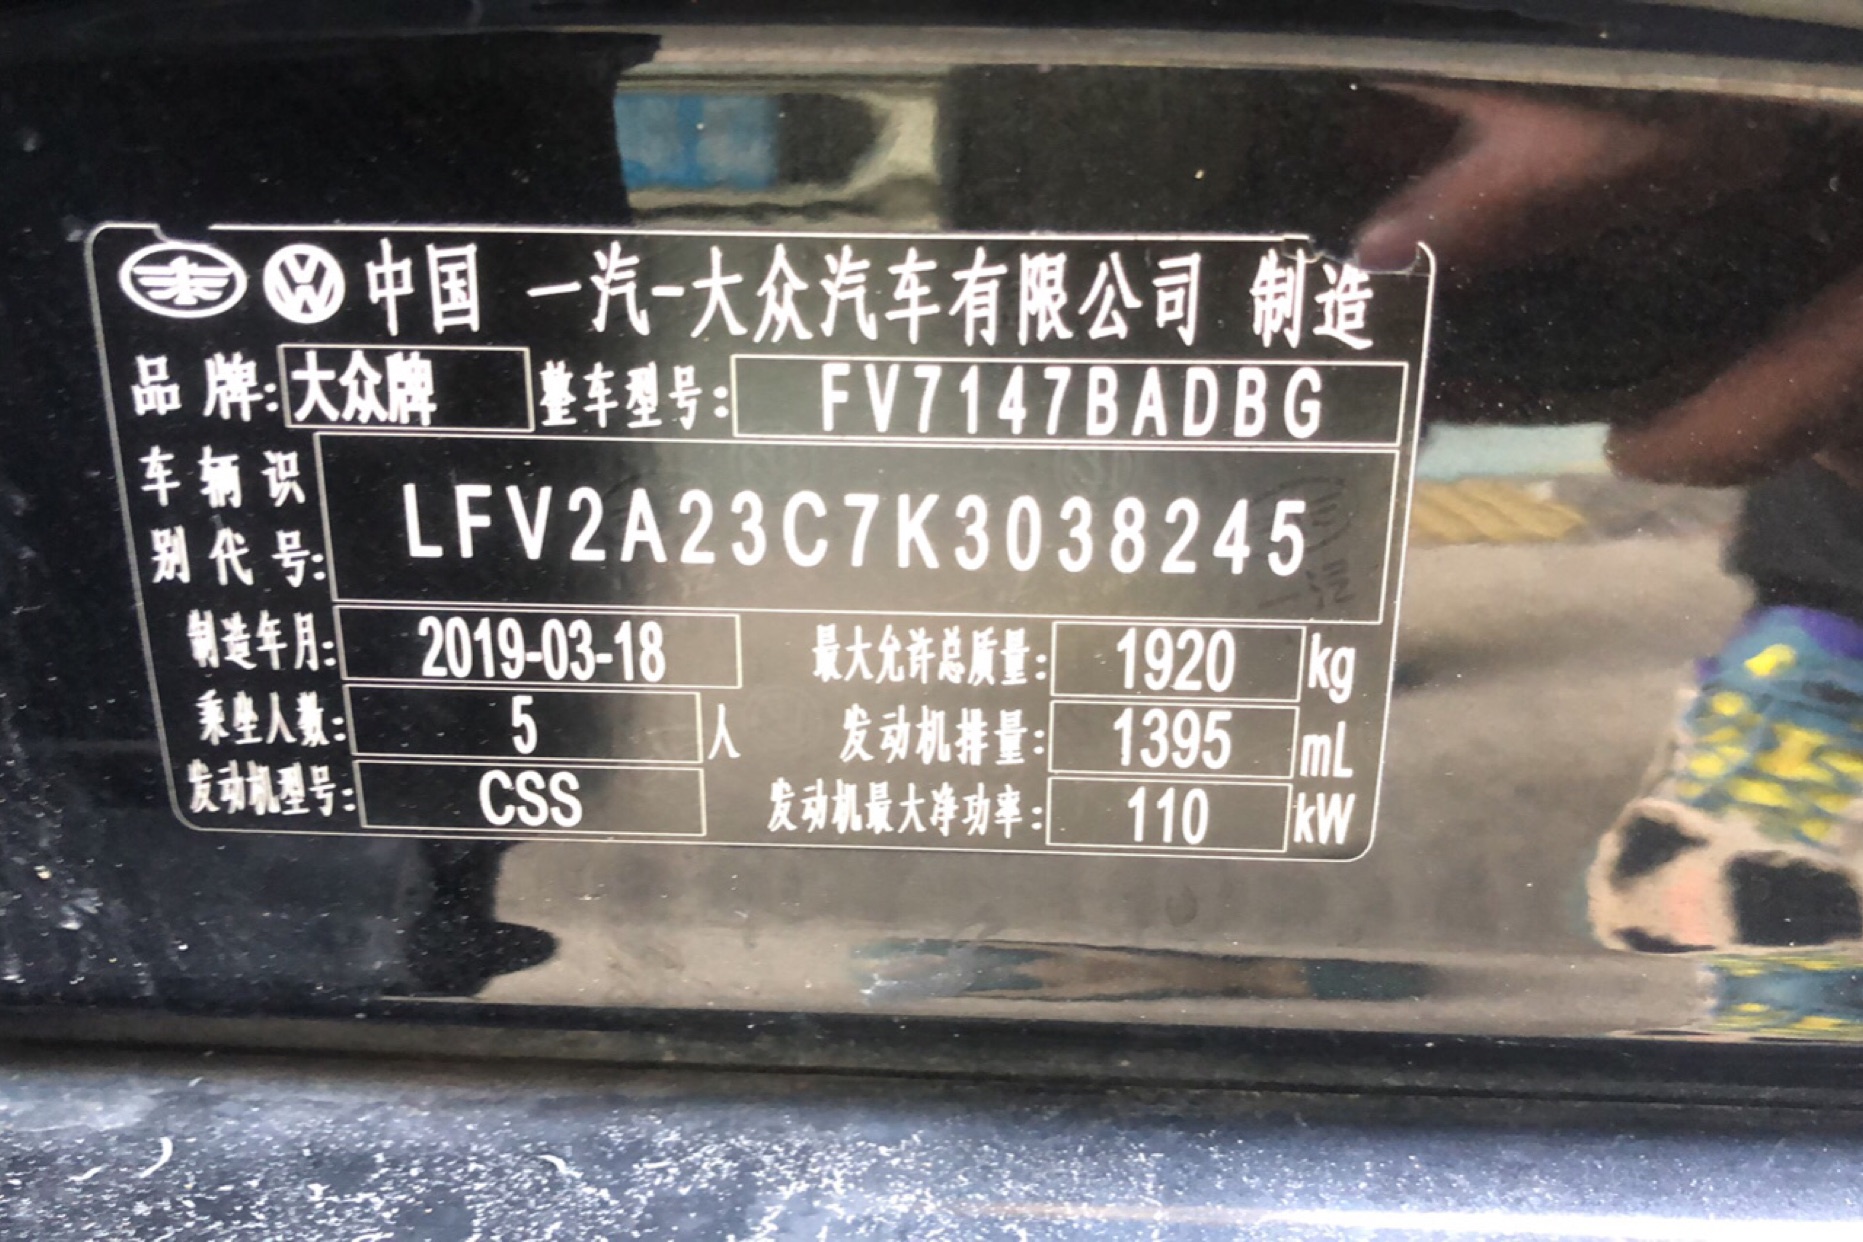 中国 一汽-大众汽车有限公司 制造
品牌: 大众牌 整车型号: FV7147BADBG
车辆识别代号: LFV2A23C7K3038245
制造年月: 2019-03-18 最大允许总质量: 1920 kg
乘坐人数: 5 人 发动机排量: 1395 mL
发动机型号: CSS 发动机最大净功率: 110 kW